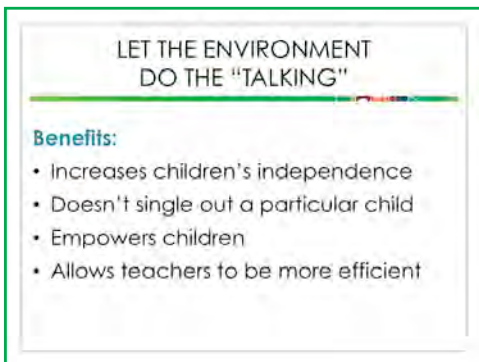 LET THE ENVIRONMENT
DO THE “TALKING”
Benefits:
• Increases children’s independence
• Doesn’t single out a particular child
• Empowers children
• Allows teachers to be more efficient